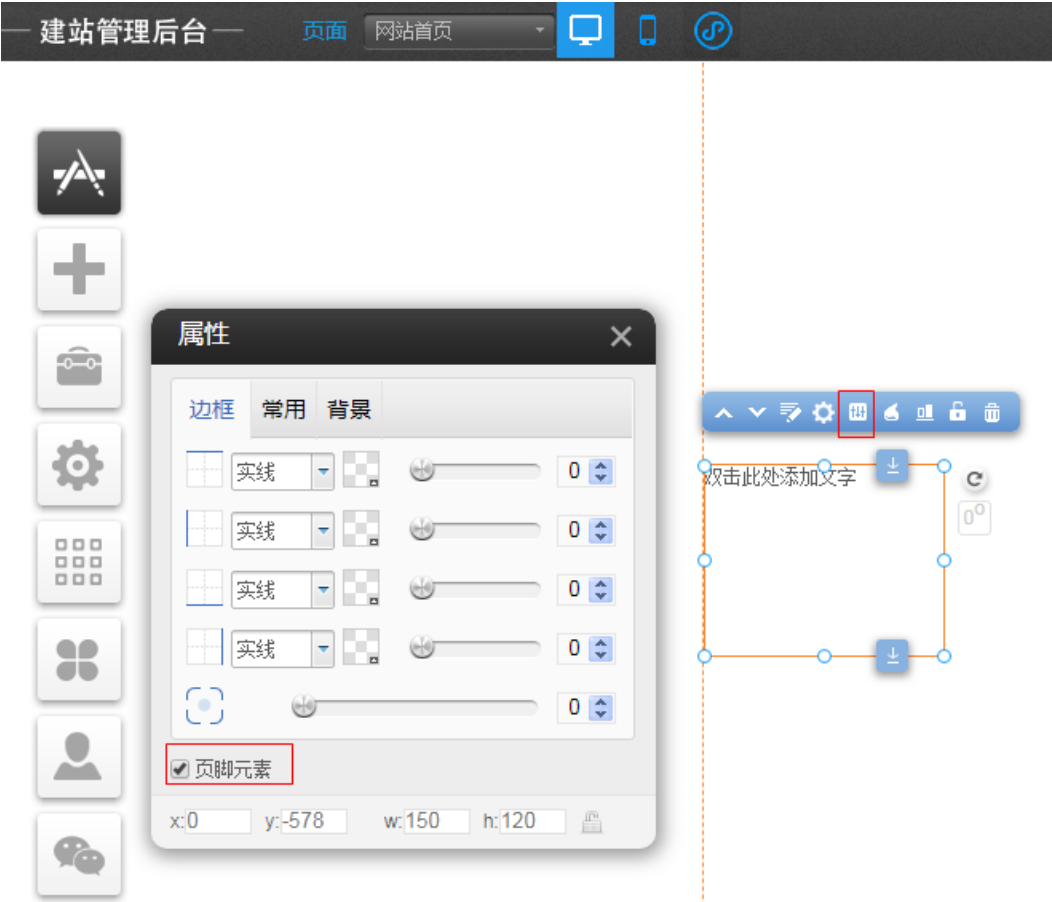 建站管理后台
页面
网站首页
属性
边框 常用 背景
实线 0
实线 0
实线 0
实线 0
0
页脚元素
x:0 y:-578 w:150 h:120
双击此处添加文字
0°